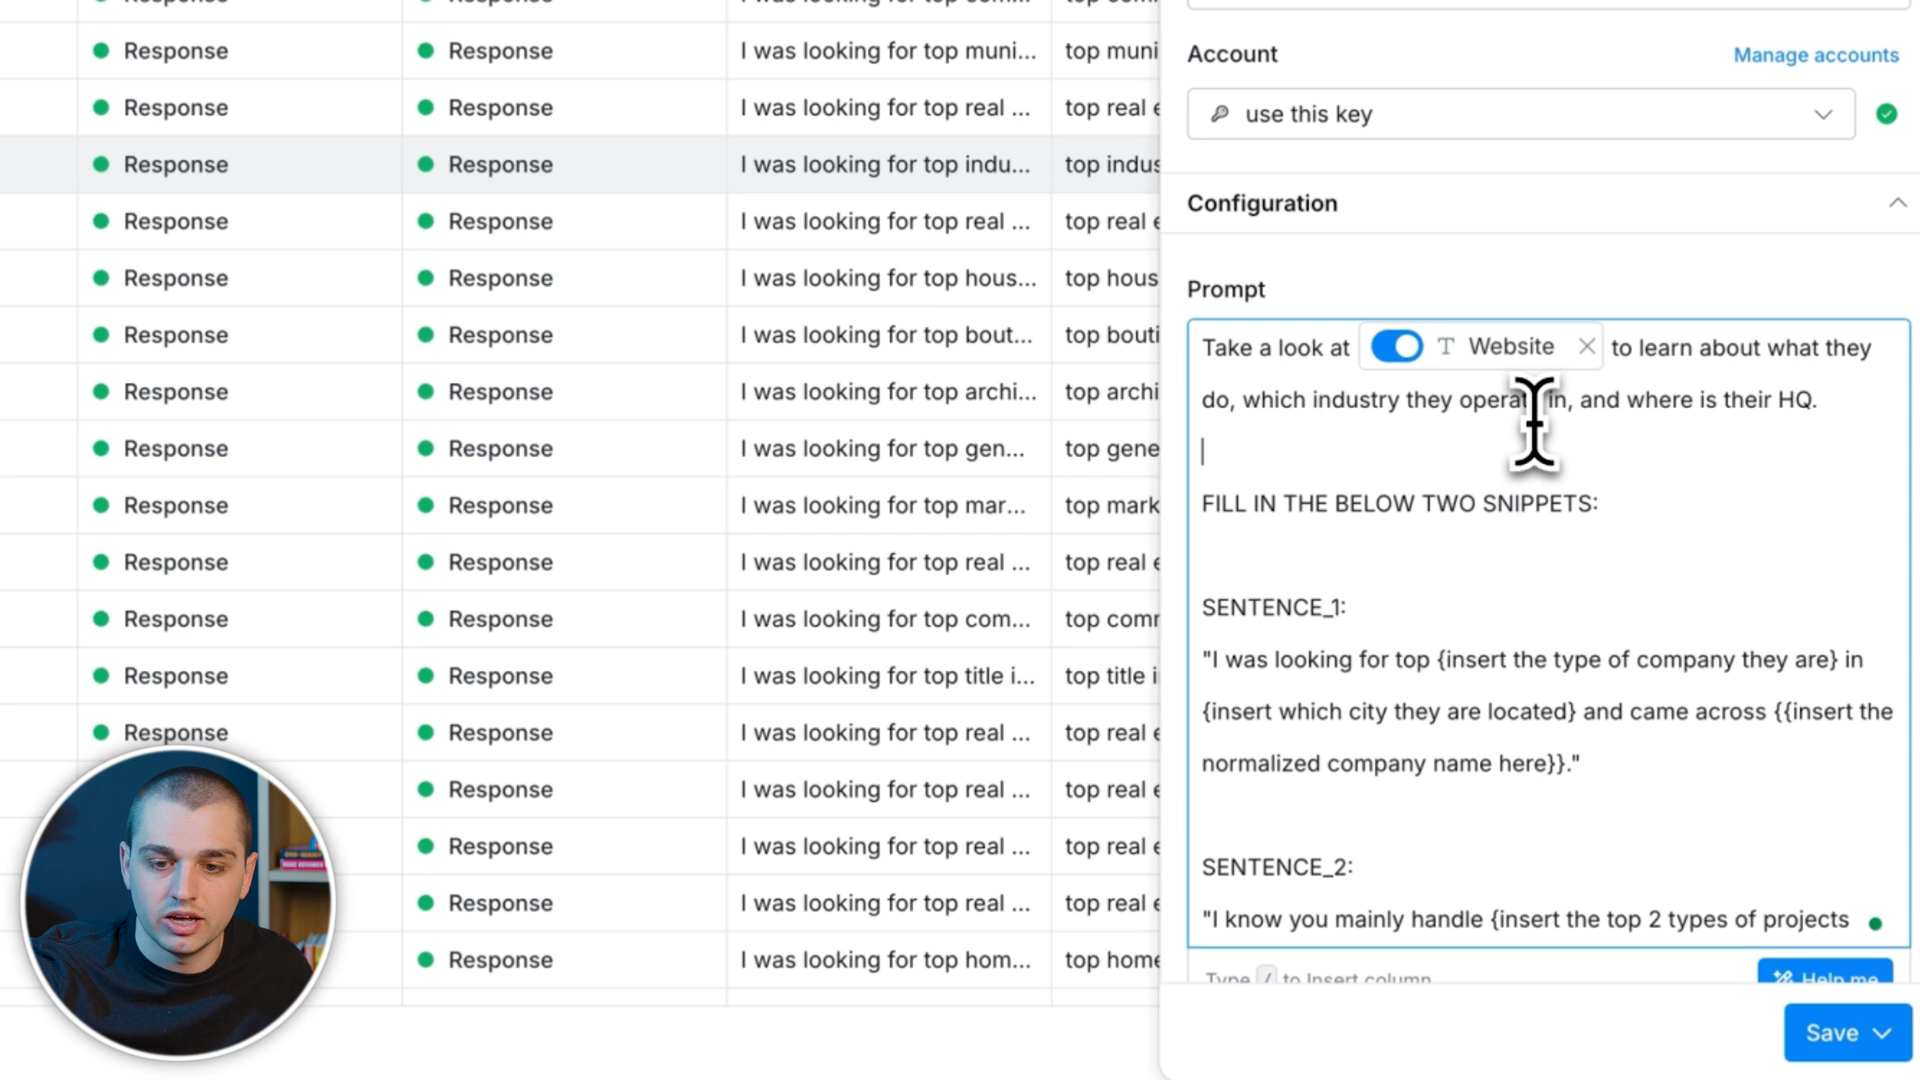 Response Response I was looking for top muni... top muni
Response Response I was looking for top real ... top real e
Response Response I was looking for top indu... top indus
Response Response I was looking for top real ... top real e
Response Response I was looking for top hous... top hous
Response Response I was looking for top bout... top bouti
Response Response I was looking for top archi... top archi
Response Response I was looking for top gen... top gene
Response Response I was looking for top mar... top mark
Response Response I was looking for top real ... top real e
Response Response I was looking for top com... top comm
Response Response I was looking for top title i... top title i
Response Response I was looking for top real ... top real e
Response I was looking for top real ... top real e
Response I was looking for top real ... top real e
Response I was looking for top real ... top real e
Response I was looking for top hom... top home
Account Manage accounts
use this key
Configuration
Prompt
Take a look at T Website to learn about what they
do, which industry they operat in, and where is their HQ.
FILL IN THE BELOW TWO SNIPPETS:
SENTENCE_1:
"I was looking for top {insert the type of company they are} in
{insert which city they are located} and came across {{insert the
normalized company name here}}."
SENTENCE_2:
"I know you mainly handle {insert the top 2 types of projects
Type / to Insert column
Help me
Save